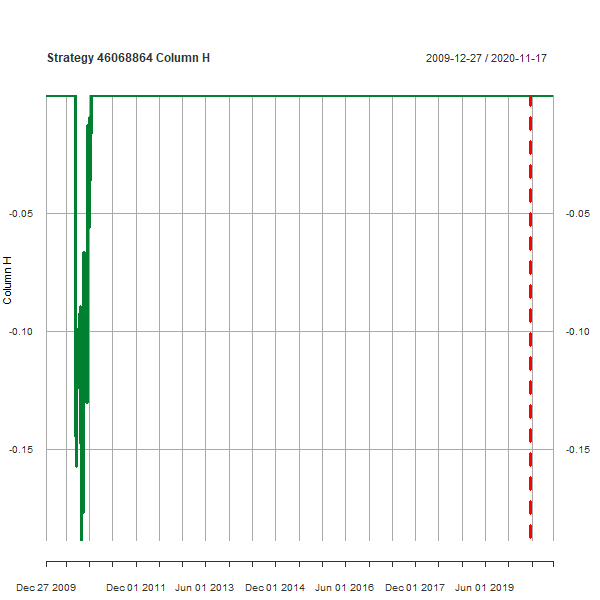 Strategy 46068864 Column H
2009-12-27 / 2020-11-17
-0.05 -0.05
Column H
-0.10 -0.10
-0.15 -0.15
Dec 27 2009 Dec 01 2011 Jun 01 2013 Dec 01 2014 Jun 01 2016 Dec 01 2017 Jun 01 2019